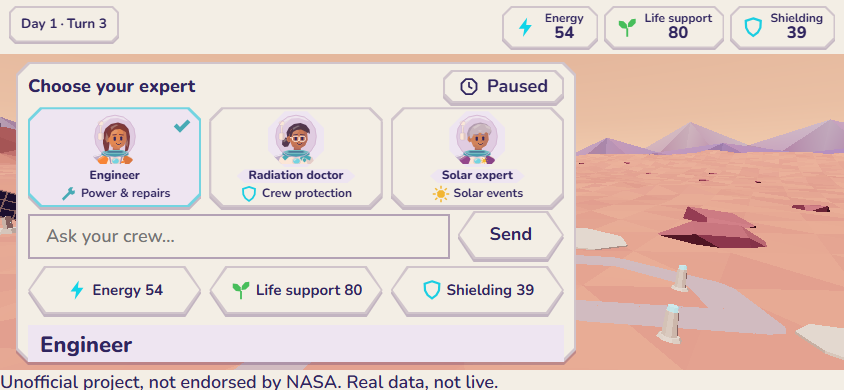 Day 1 · Turn 3
Energy
54
Life support
80
Shielding
39
Choose your expert
Paused
Engineer
Power & repairs
Radiation doctor
Crew protection
Solar expert
Solar events
Ask your crew...
Send
Energy 54
Life support 80
Shielding 39
Engineer
Unofficial project, not endorsed by NASA. Real data, not live.